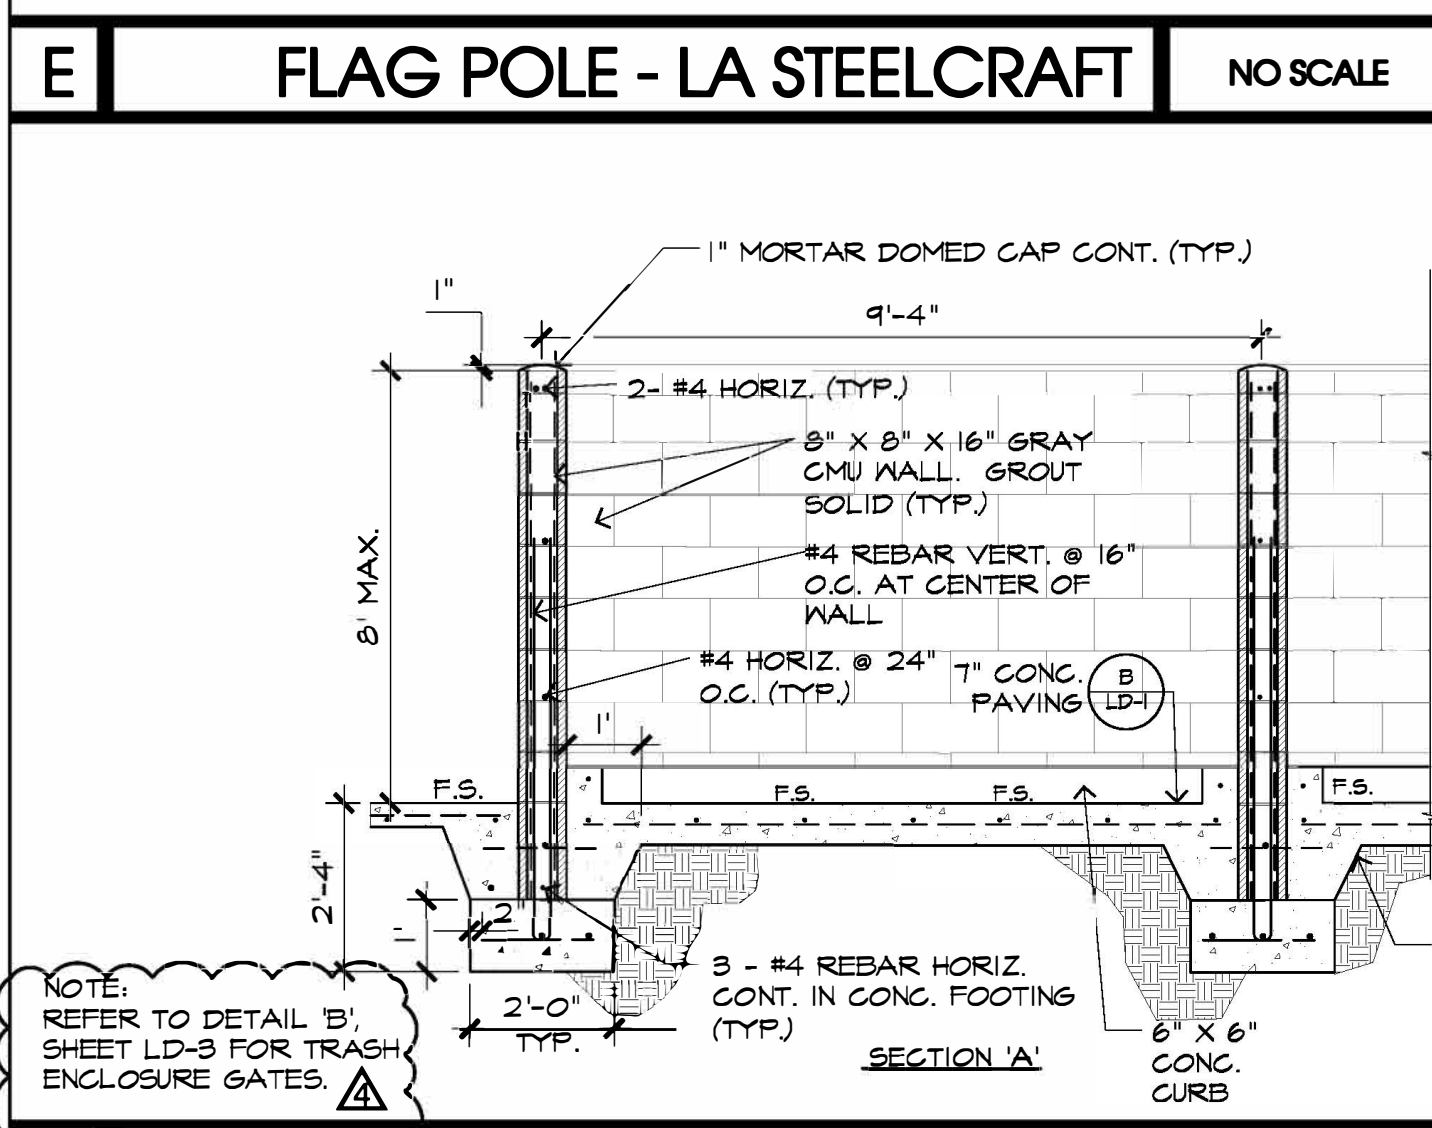 E
FLAG POLE - LA STEELCRAFT
NO SCALE
1" MORTAR DOMED CAP CONT. (TYP.)
1"
9'-4"
2- #4 HORIZ. (TYP.)
8" X 8" X 16" GRAY
CMU WALL. GROUT
SOLID (TYP.)
8' MAX.
#4 REBAR VERT. @ 16"
O.C. AT CENTER OF
WALL
#4 HORIZ. @ 24"
O.C. (TYP.)
7" CONC.
PAVING
B
LD-1
1'
F.S.
F.S.
F.S.
F.S.
2'-4"
2
1'
3 - #4 REBAR HORIZ.
CONT. IN CONC. FOOTING
(TYP.)
2'-0"
TYP.
6" X 6"
CONC.
CURB
SECTION 'A'
NOTE:
REFER TO DETAIL 'B',
SHEET LD-3 FOR TRASH
ENCLOSURE GATES.
4